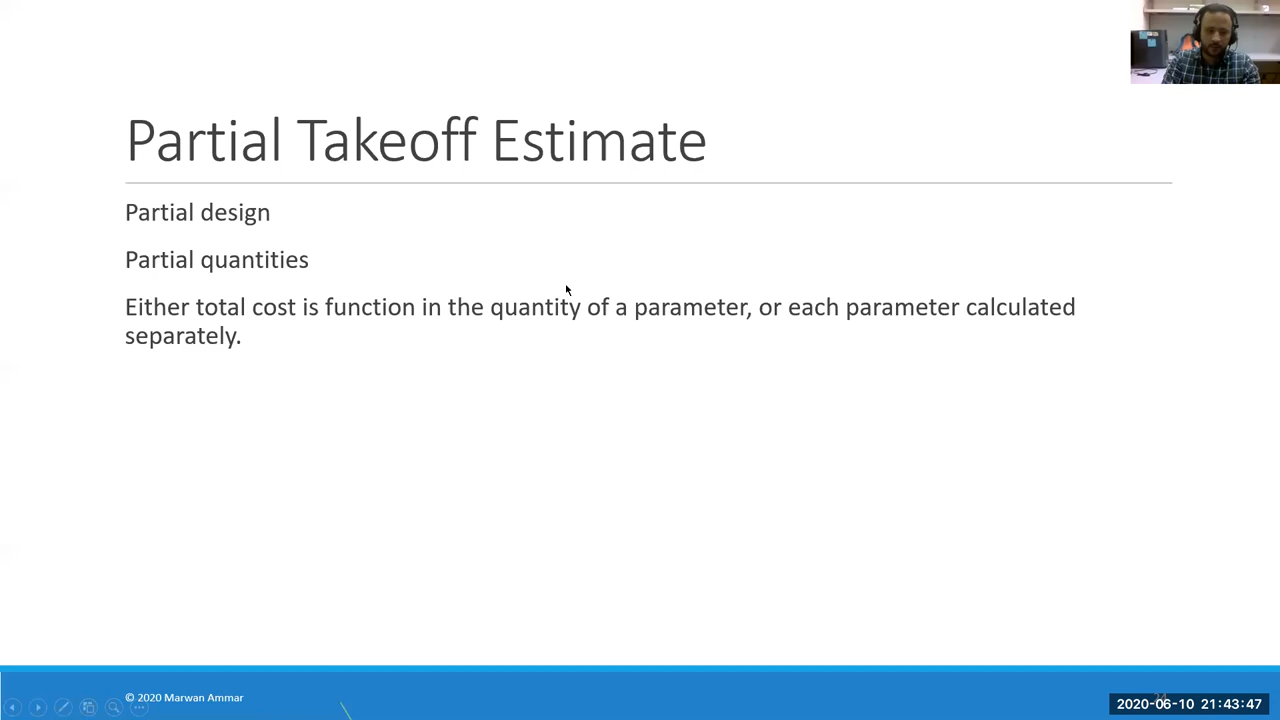 Partial Takeoff Estimate
Partial design
Partial quantities
Either total cost is function in the quantity of a parameter, or each parameter calculated
separately.
© 2020 Marwan Ammar
2020-06-10 21:43:47